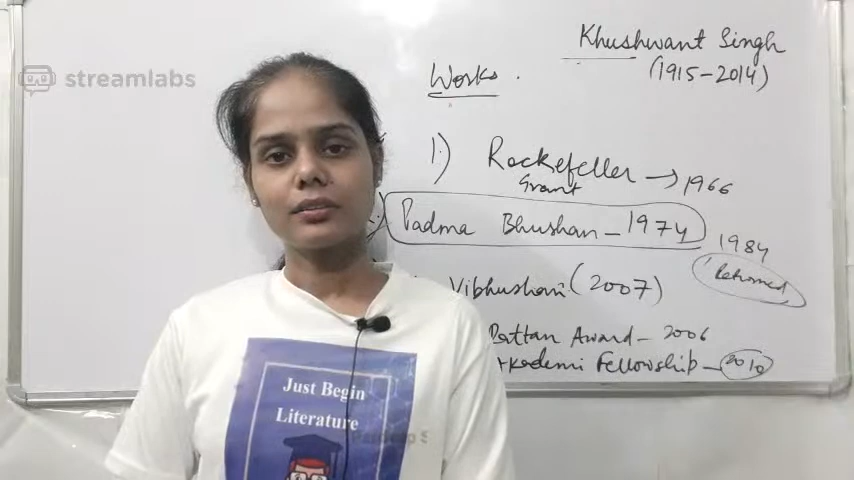 streamlabs
Khushwant Singh
(1915-2014)
Works.
1) Rockefeller → 1966
Grant
Padma Bhushan - 1974
1984
Returned
Vibhushan (2007)
Rattan Award - 2006
Akademi Fellowship - 2010
Just Begin
Literature